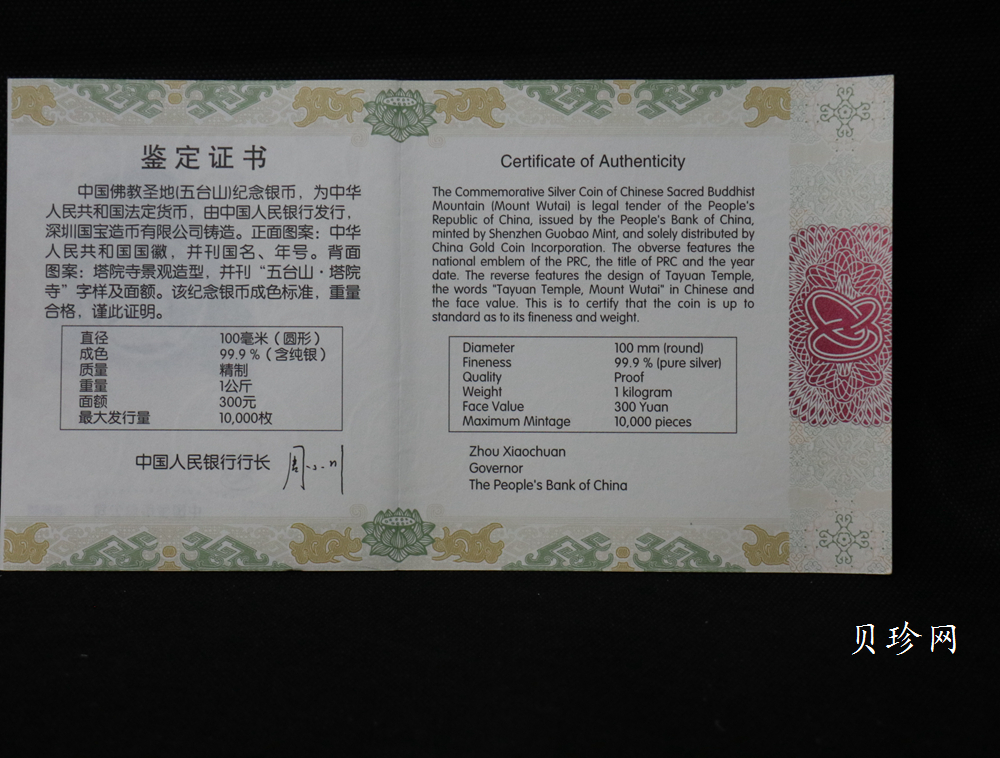 鉴定证书
中国佛教圣地(五台山)纪念银币，为中华
人民共和国法定货币，由中国人民银行发行，
深圳国宝造币有限公司铸造。正面图案：中华
人民共和国国徽，并刊国名、年号。背面
图案：塔院寺景观造型，并刊“五台山·塔院
寺”字样及面额。该纪念银币成色标准，重量
合格，谨此证明。
直径 100毫米（圆形）
成色 99.9％（含纯银）
质量 精制
重量 1公斤
面额 300元
最大发行量 10,000枚
中国人民银行行长
Certificate of Authenticity
The Commemorative Silver Coin of Chinese Sacred Buddhist
Mountain (Mount Wutai) is legal tender of the People's
Republic of China, issued by the People's Bank of China,
minted by Shenzhen Guobao Mint, and solely distributed by
China Gold Coin Incorporation. The obverse features the
national emblem of the PRC, the title of PRC and the year
date. The reverse features the design of Tayuan Temple,
the words "Tayuan Temple, Mount Wutai" in Chinese and
the face value. This is to certify that the coin is up to
standard as to its fineness and weight.
Diameter 100 mm (round)
Fineness 99.9 % (pure silver)
Quality Proof
Weight 1 kilogram
Face Value 300 Yuan
Maximum Mintage 10,000 pieces
Zhou Xiaochuan
Governor
The People's Bank of China
贝珍网